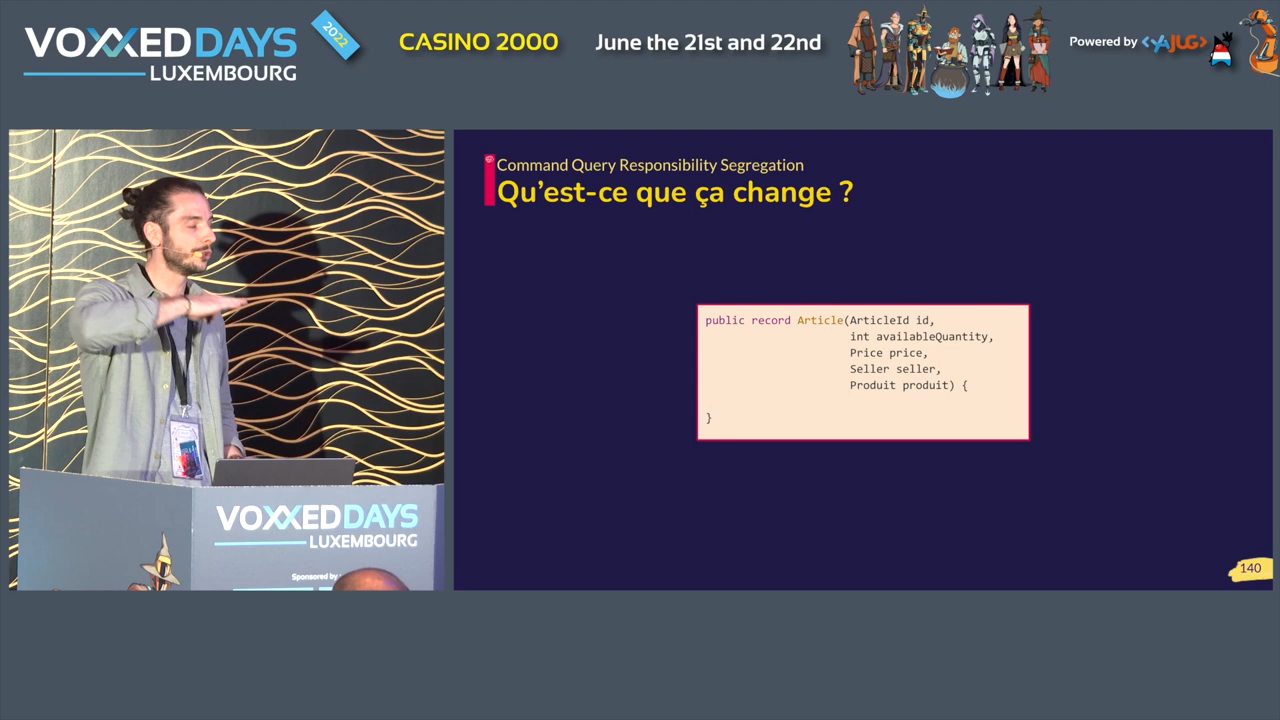 VOXXED DAYS
LUXEMBOURG
2022
CASINO 2000
June the 21st and 22nd
Powered by <YAJUG>
Command Query Responsibility Segregation
Qu'est-ce que ça change ?
public record Article(ArticleId id,
int availableQuantity,
Price price,
Seller seller,
Produit produit) {
}
140
VOXXED DAYS
LUXEMBOURG
Sponsored by